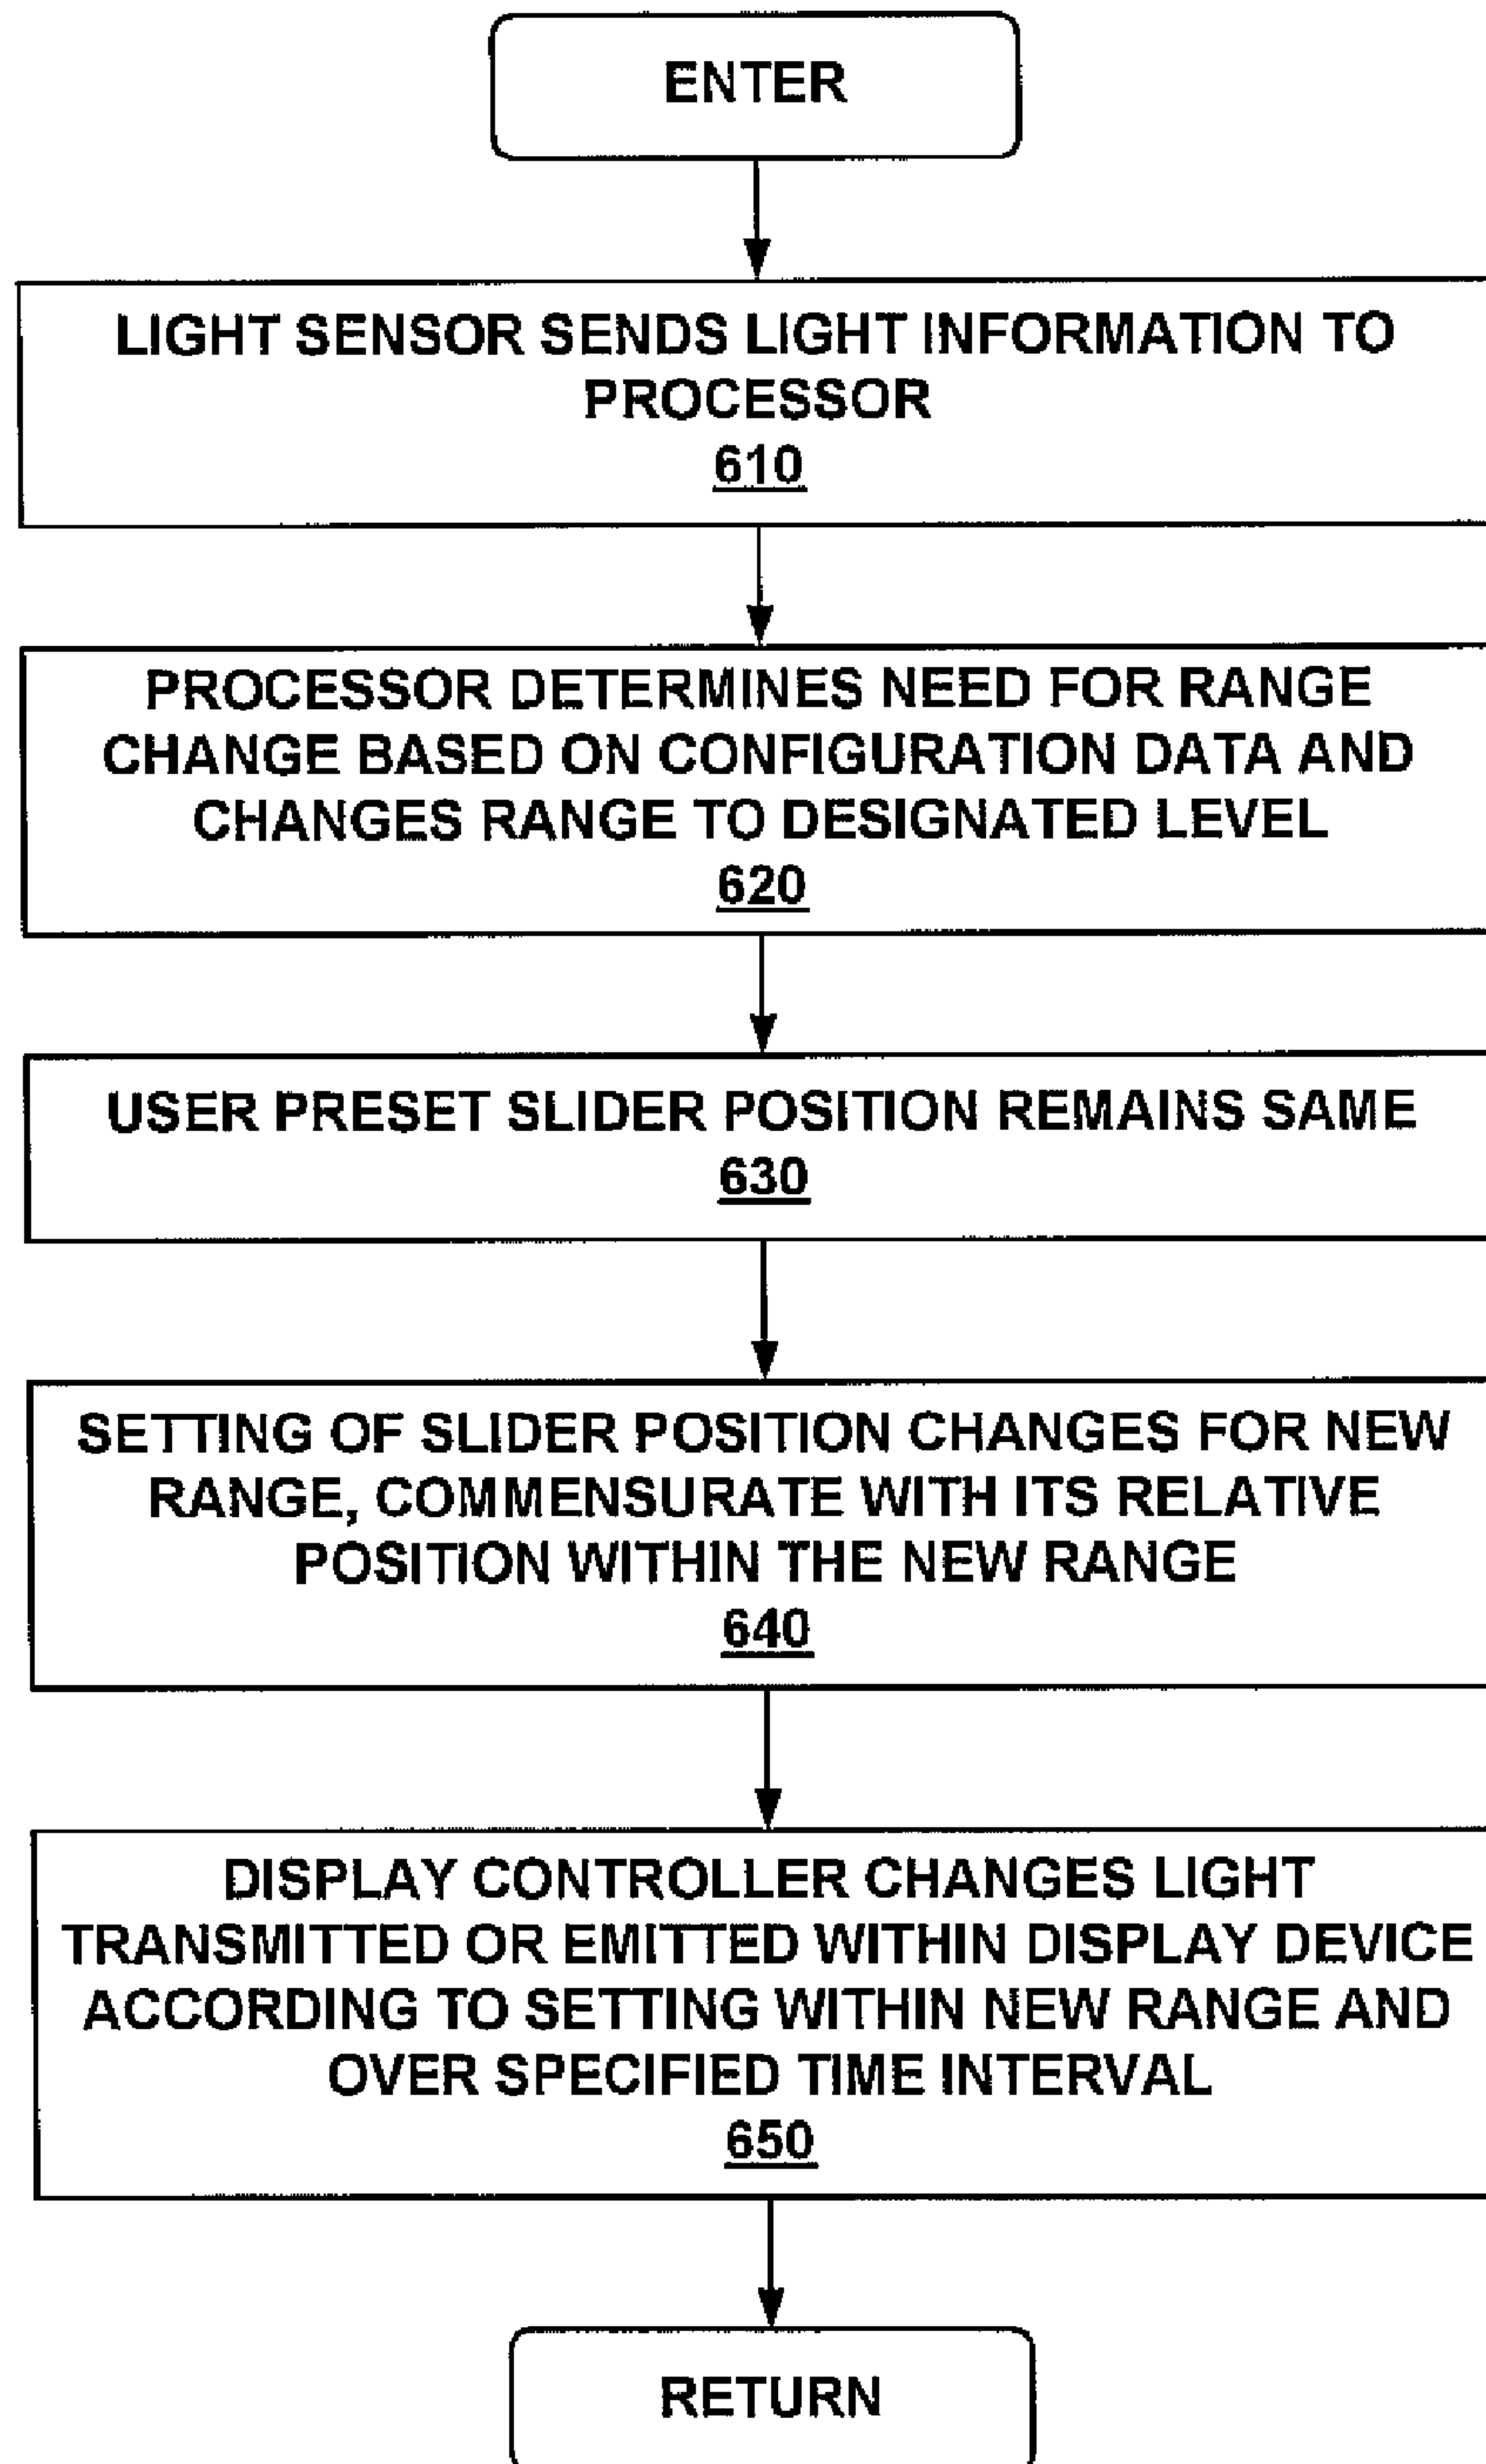 ENTER
LIGHT SENSOR SENDS LIGHT INFORMATION TO
PROCESSOR
610
PROCESSOR DETERMINES NEED FOR RANGE
CHANGE BASED ON CONFIGURATION DATA AND
CHANGES RANGE TO DESIGNATED LEVEL
620
USER PRESET SLIDER POSITION REMAINS SAME
630
SETTING OF SLIDER POSITION CHANGES FOR NEW
RANGE, COMMENSURATE WITH ITS RELATIVE
POSITION WITHIN THE NEW RANGE
640
DISPLAY CONTROLLER CHANGES LIGHT
TRANSMITTED OR EMITTED WITHIN DISPLAY DEVICE
ACCORDING TO SETTING WITHIN NEW RANGE AND
OVER SPECIFIED TIME INTERVAL
650
RETURN